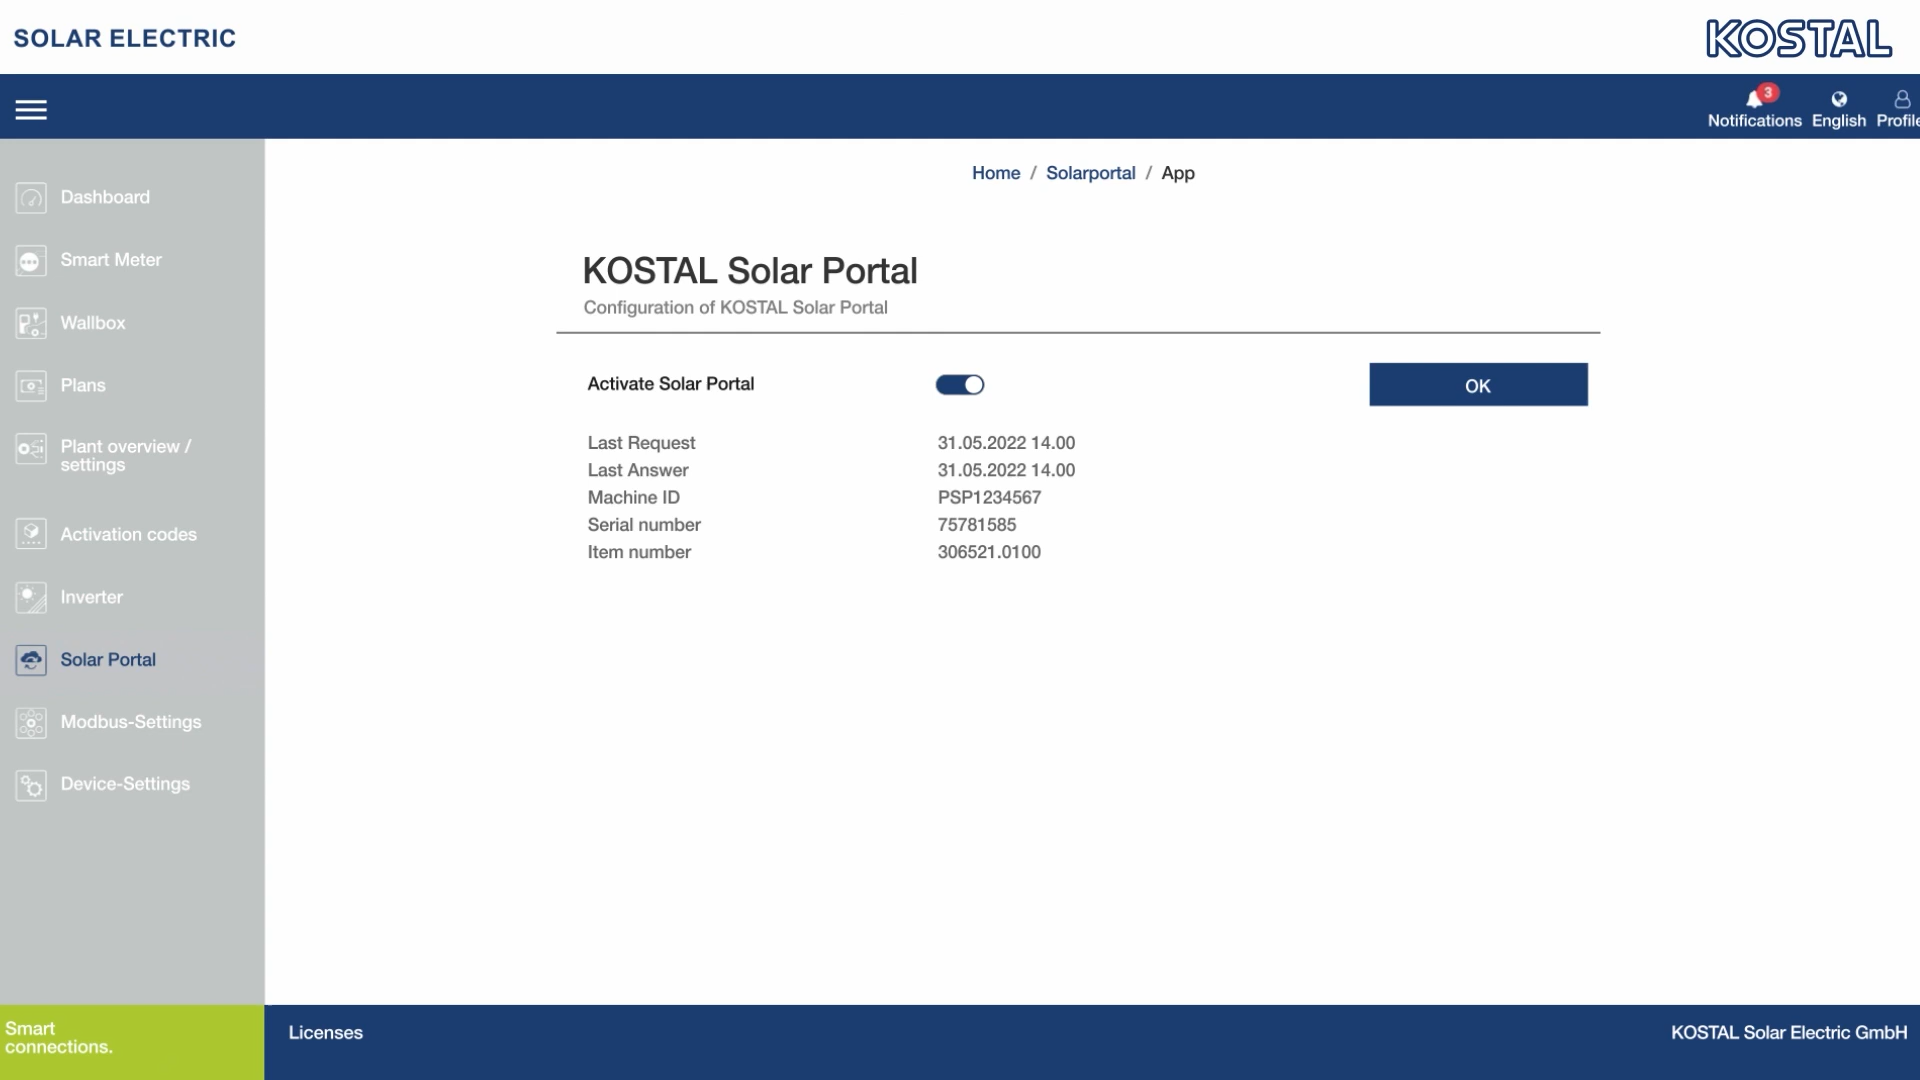 SOLAR ELECTRIC
KOSTAL
3
Notifications
English
Profile
Home / Solarportal / App
Dashboard
Smart Meter
Wallbox
Plans
Plant overview /
settings
Activation codes
Inverter
Solar Portal
Modbus-Settings
Device-Settings
KOSTAL Solar Portal
Configuration of KOSTAL Solar Portal
Activate Solar Portal
OK
Last Request 31.05.2022 14.00
Last Answer 31.05.2022 14.00
Machine ID PSP1234567
Serial number 75781585
Item number 306521.0100
Smart
connections.
Licenses
KOSTAL Solar Electric GmbH